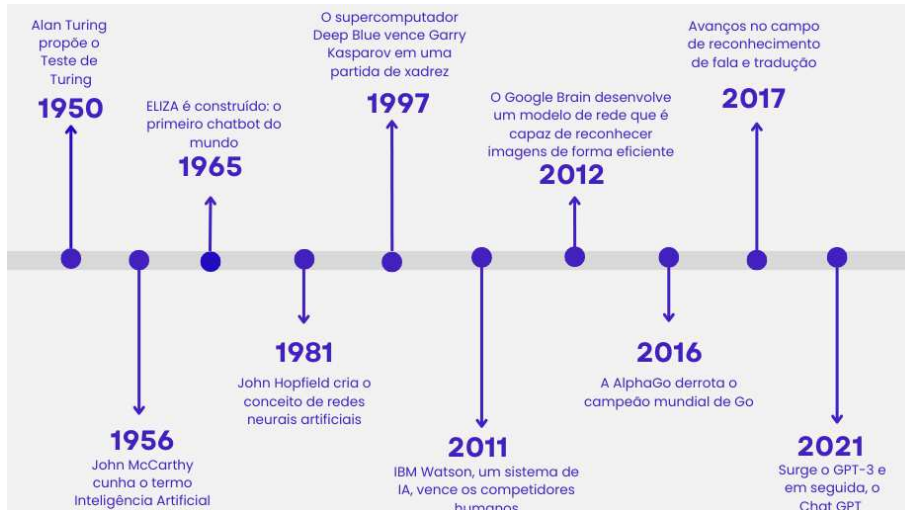 Alan Turing
propõe o
Teste de
Turing
1950
John McCarthy
cunha o termo
Inteligência Artificial
1956
ELIZA é construído: o
primeiro chatbot do
mundo
1965
1981
John Hopfield cria o
conceito de redes
neurais artificiais
O supercomputador
Deep Blue vence Garry
Kasparov em uma
partida de xadrez
1997
2011
IBM Watson, um sistema de
IA, vence os competidores
humanos
O Google Brain desenvolve
um modelo de rede que é
capaz de reconhecer
imagens de forma eficiente
2012
2016
A AlphaGo derrota o
campeão mundial de Go
Avanços no campo
de reconhecimento
de fala e tradução
2017
2021
Surge o GPT-3 e
em seguida, o
Chat GPT